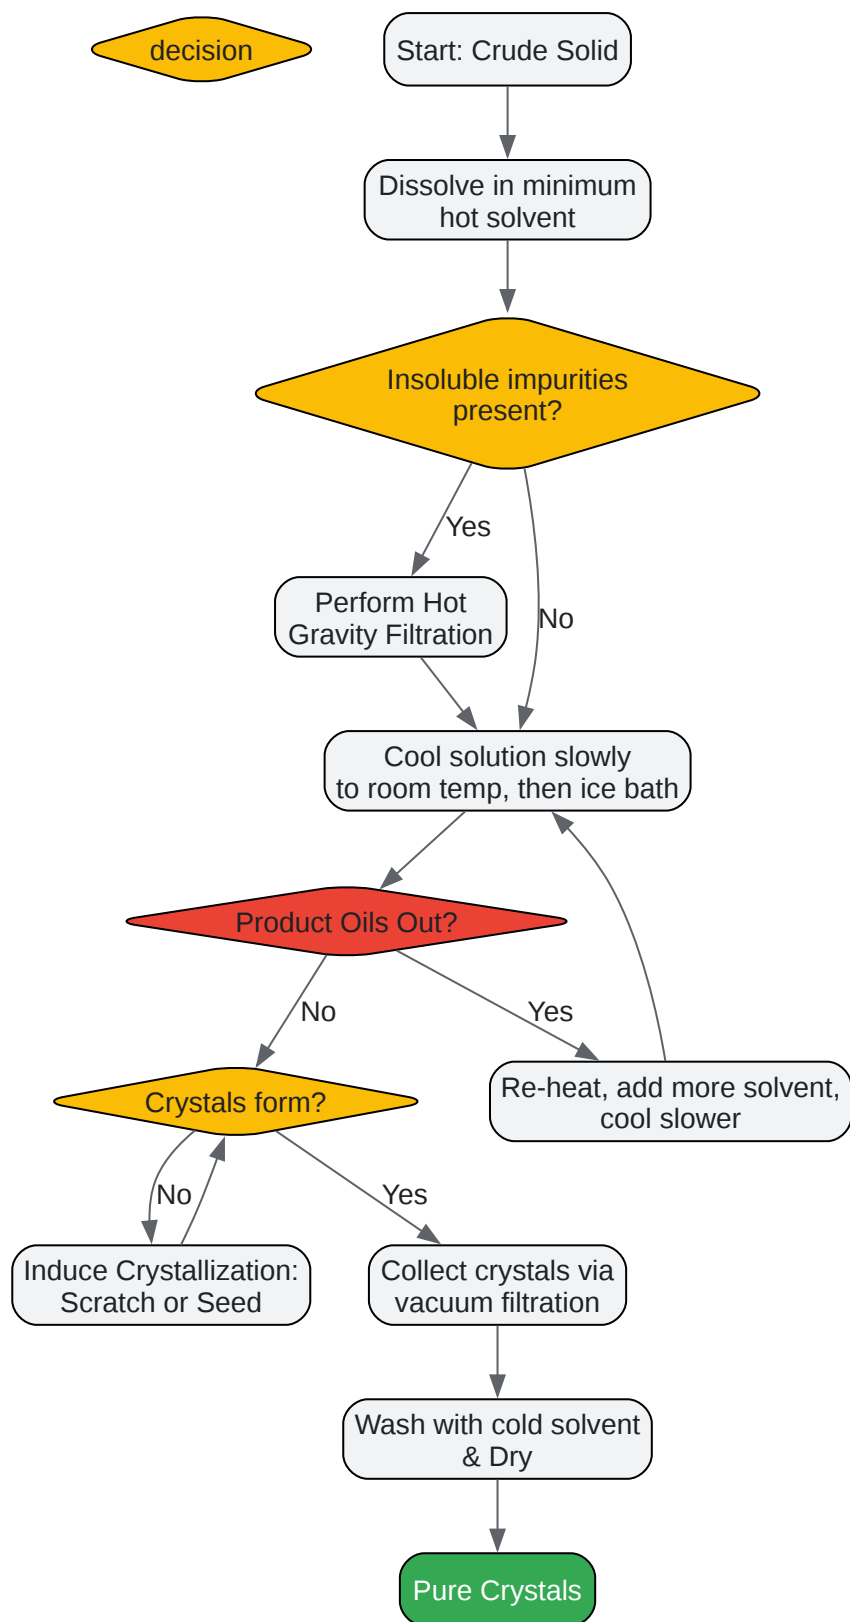 decision
Start: Crude Solid
Dissolve in minimum
hot solvent
Insoluble impurities
present?
Yes
Perform Hot
Gravity Filtration
No
Cool solution slowly
to room temp, then ice bath
Product Oils Out?
No
Yes
Re-heat, add more solvent,
cool slower
Crystals form?
No
Yes
Induce Crystallization:
Scratch or Seed
Collect crystals via
vacuum filtration
Wash with cold solvent
& Dry
Pure Crystals